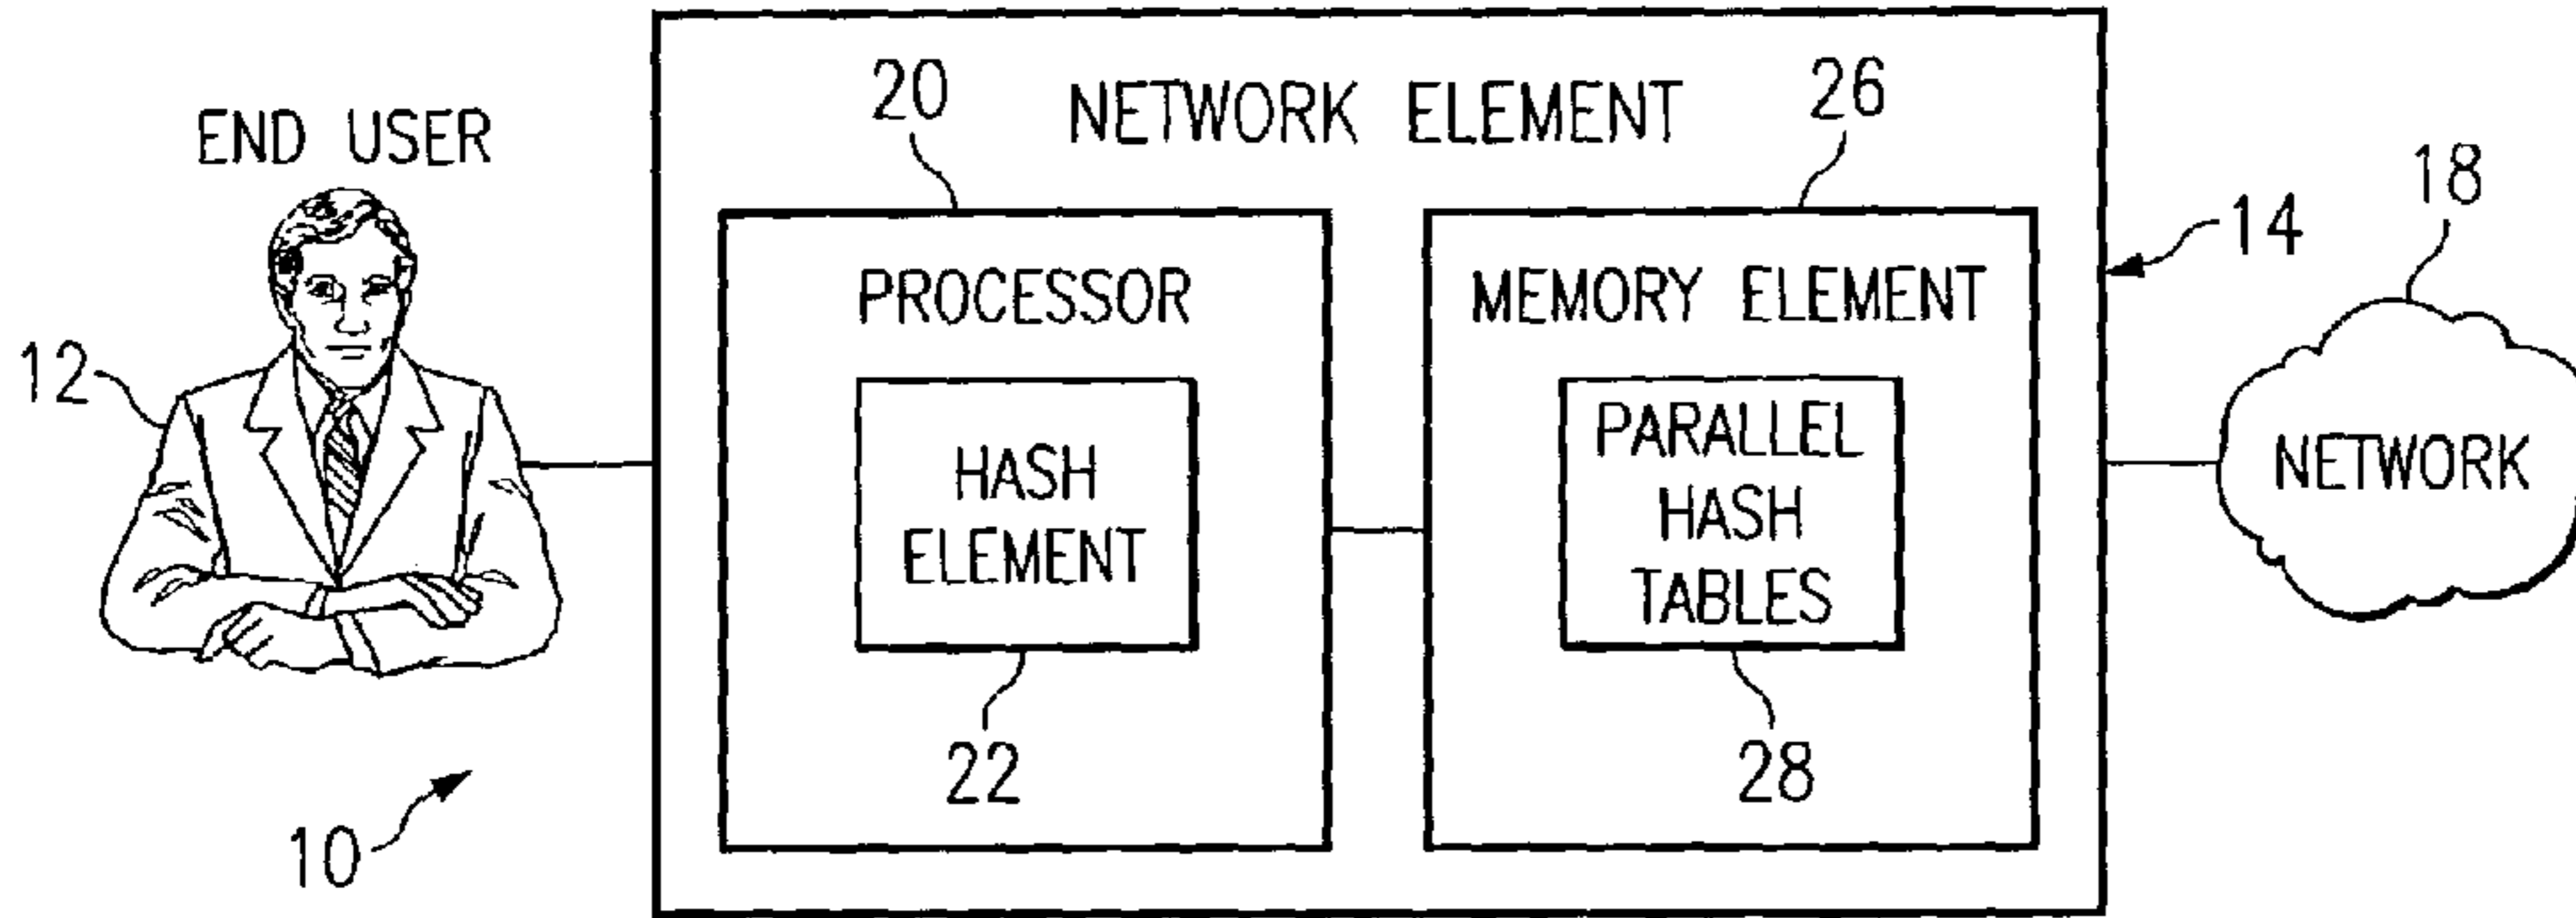 END USER
12
10
NETWORK ELEMENT
20
PROCESSOR
HASH
ELEMENT
22
26
MEMORY ELEMENT
PARALLEL
HASH
TABLES
28
14
18
NETWORK